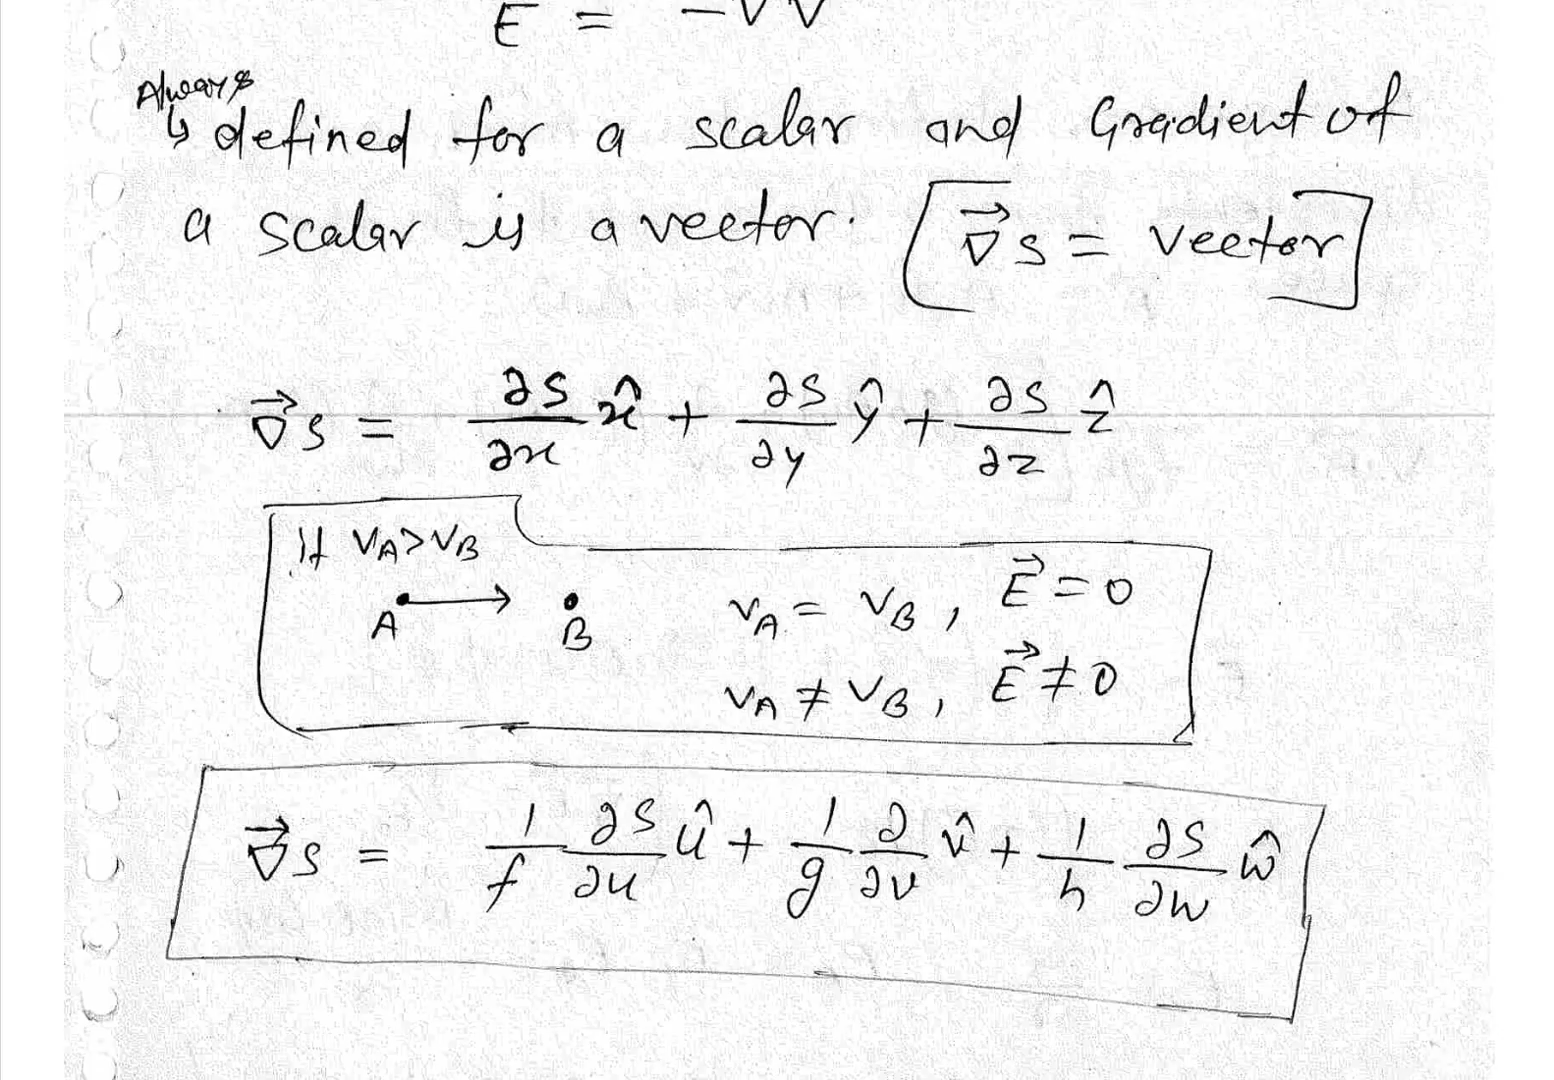 E = -∇V
Always
↳ defined for a scalar and Gradient of
a scalar is a vector. [∇⃗s = vector]
∇⃗s = ∂s/∂x x̂ + ∂s/∂y ŷ + ∂s/∂z ẑ
If VA > VB
A• → •B
VA = VB, E⃗ = 0
VA ≠ VB, E⃗ ≠ 0
∇⃗s = 1/f ∂s/∂u û + 1/g ∂/∂v v̂ + 1/h ∂s/∂w ŵ